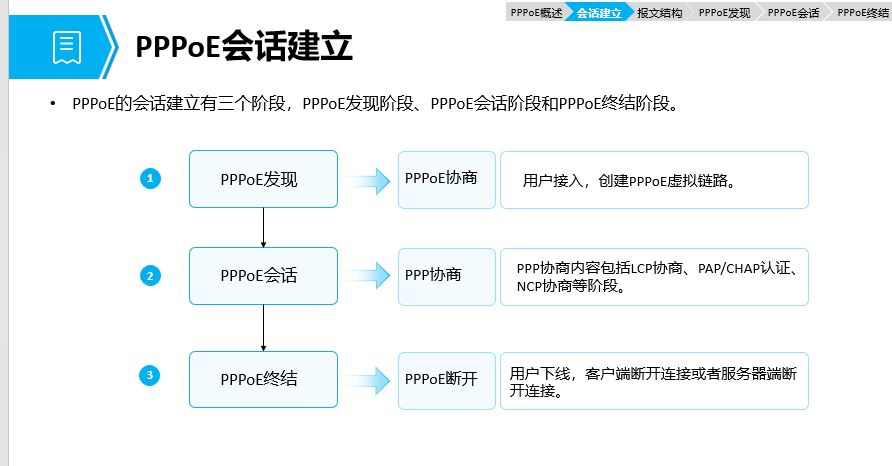 PPPoE概述 会话建立 报文结构 PPPoE发现 PPPoE会话 PPPoE终结
PPPoE会话建立
• PPPoE的会话建立有三个阶段，PPPoE发现阶段、PPPoE会话阶段和PPPoE终结阶段。
1 PPPoE发现 PPPoE协商 用户接入，创建PPPoE虚拟链路。
2 PPPoE会话 PPP协商 PPP协商内容包括LCP协商、PAP/CHAP认证、
NCP协商等阶段。
3 PPPoE终结 PPPoE断开 用户下线，客户端断开连接或者服务器端断
开连接。